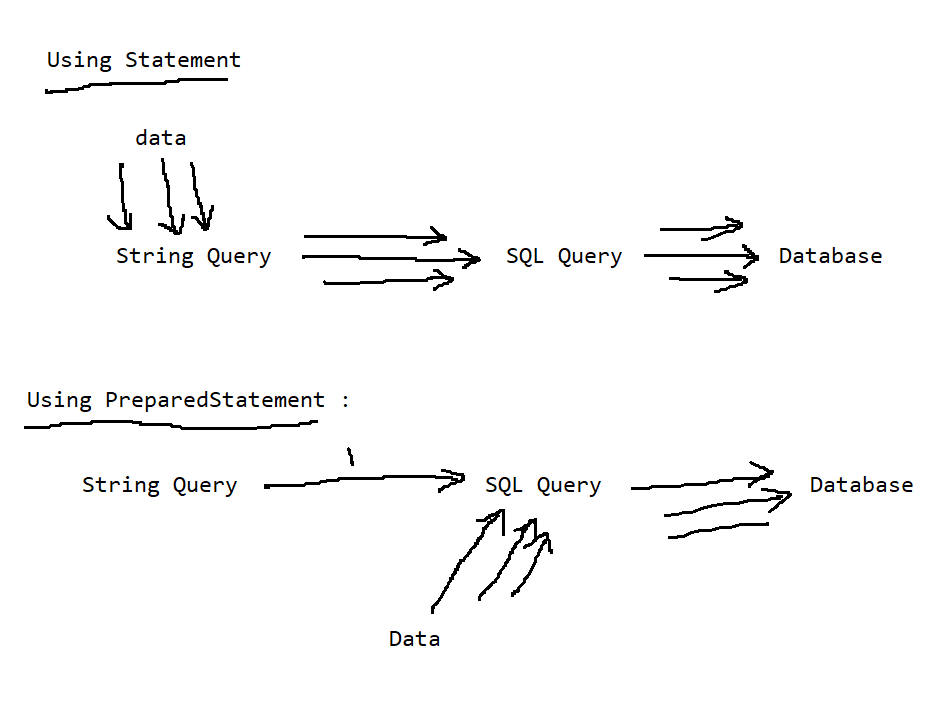 Using Statement
data
String Query SQL Query Database
Using PreparedStatement :
String Query SQL Query Database
Data